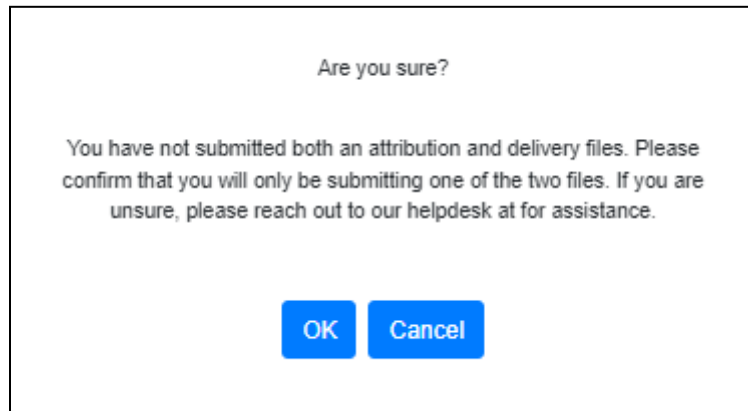 Are you sure?
You have not submitted both an attribution and delivery files. Please
confirm that you will only be submitting one of the two files. If you are
unsure, please reach out to our helpdesk at for assistance.
OK
Cancel